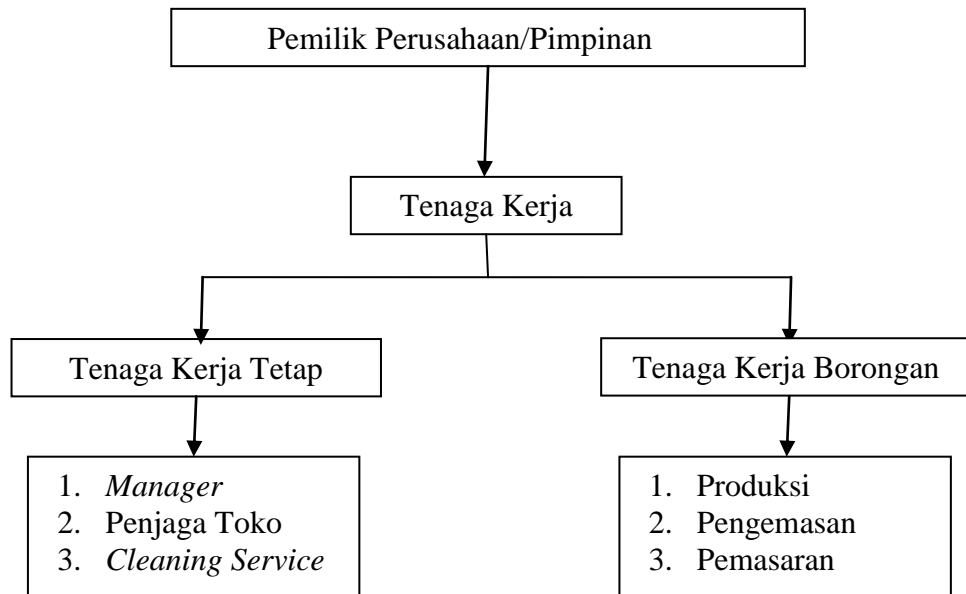 Pemilik Perusahaan/Pimpinan
Tenaga Kerja
Tenaga Kerja Tetap
Tenaga Kerja Borongan
1. Manager
2. Penjaga Toko
3. Cleaning Service
1. Produksi
2. Pengemasan
3. Pemasaran